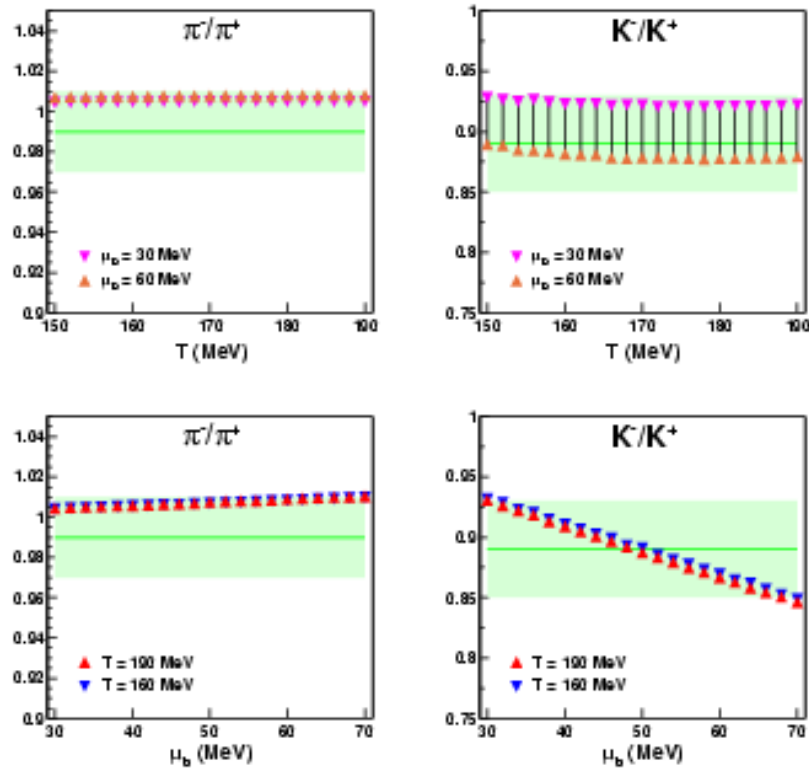 π⁻/π⁺
1.04
1.02
1
0.98
0.96
0.94
0.92
0.9
μb = 30 MeV
μb = 60 MeV
150 160 170 180 190
T (MeV)
K⁻/K⁺
1
0.95
0.9
0.85
0.8
0.75
μb = 30 MeV
μb = 60 MeV
150 160 170 180 190
T (MeV)
π⁻/π⁺
1.04
1.02
1
0.98
0.96
0.94
0.92
0.9
T = 190 MeV
T = 160 MeV
30 40 50 60 70
μb (MeV)
K⁻/K⁺
1
0.95
0.9
0.85
0.8
0.75
T = 190 MeV
T = 160 MeV
30 40 50 60 70
μb (MeV)